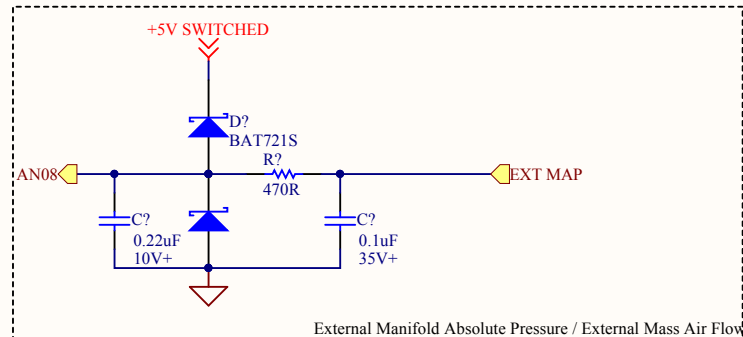 +5V SWITCHED
D?
BAT721S
R?
470R
AN08
EXT MAP
C?
0.22uF
10V+
C?
0.1uF
35V+
External Manifold Absolute Pressure / External Mass Air Flow